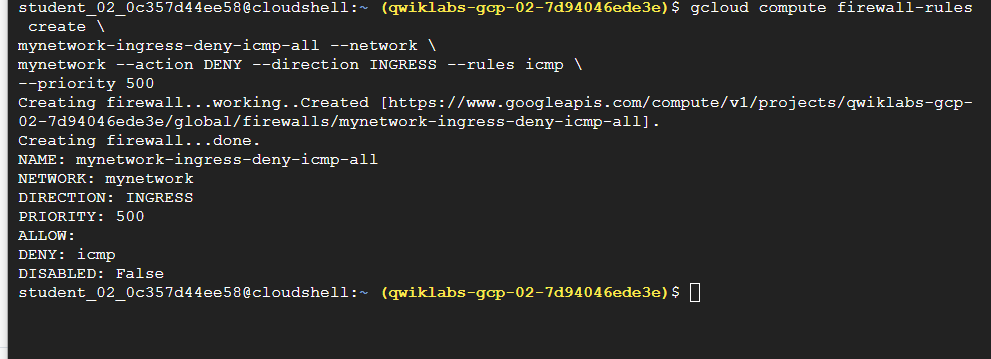 student_02_0c357d44ee58@cloudshell:~ (qwiklabs-gcp-02-7d94046ede3e)$ gcloud compute firewall-rules
create \
mynetwork-ingress-deny-icmp-all --network \
mynetwork --action DENY --direction INGRESS --rules icmp \
--priority 500
Creating firewall...working..Created [https://www.googleapis.com/compute/v1/projects/qwiklabs-gcp-
02-7d94046ede3e/global/firewalls/mynetwork-ingress-deny-icmp-all].
Creating firewall...done.
NAME: mynetwork-ingress-deny-icmp-all
NETWORK: mynetwork
DIRECTION: INGRESS
PRIORITY: 500
ALLOW:
DENY: icmp
DISABLED: False
student_02_0c357d44ee58@cloudshell:~ (qwiklabs-gcp-02-7d94046ede3e)$